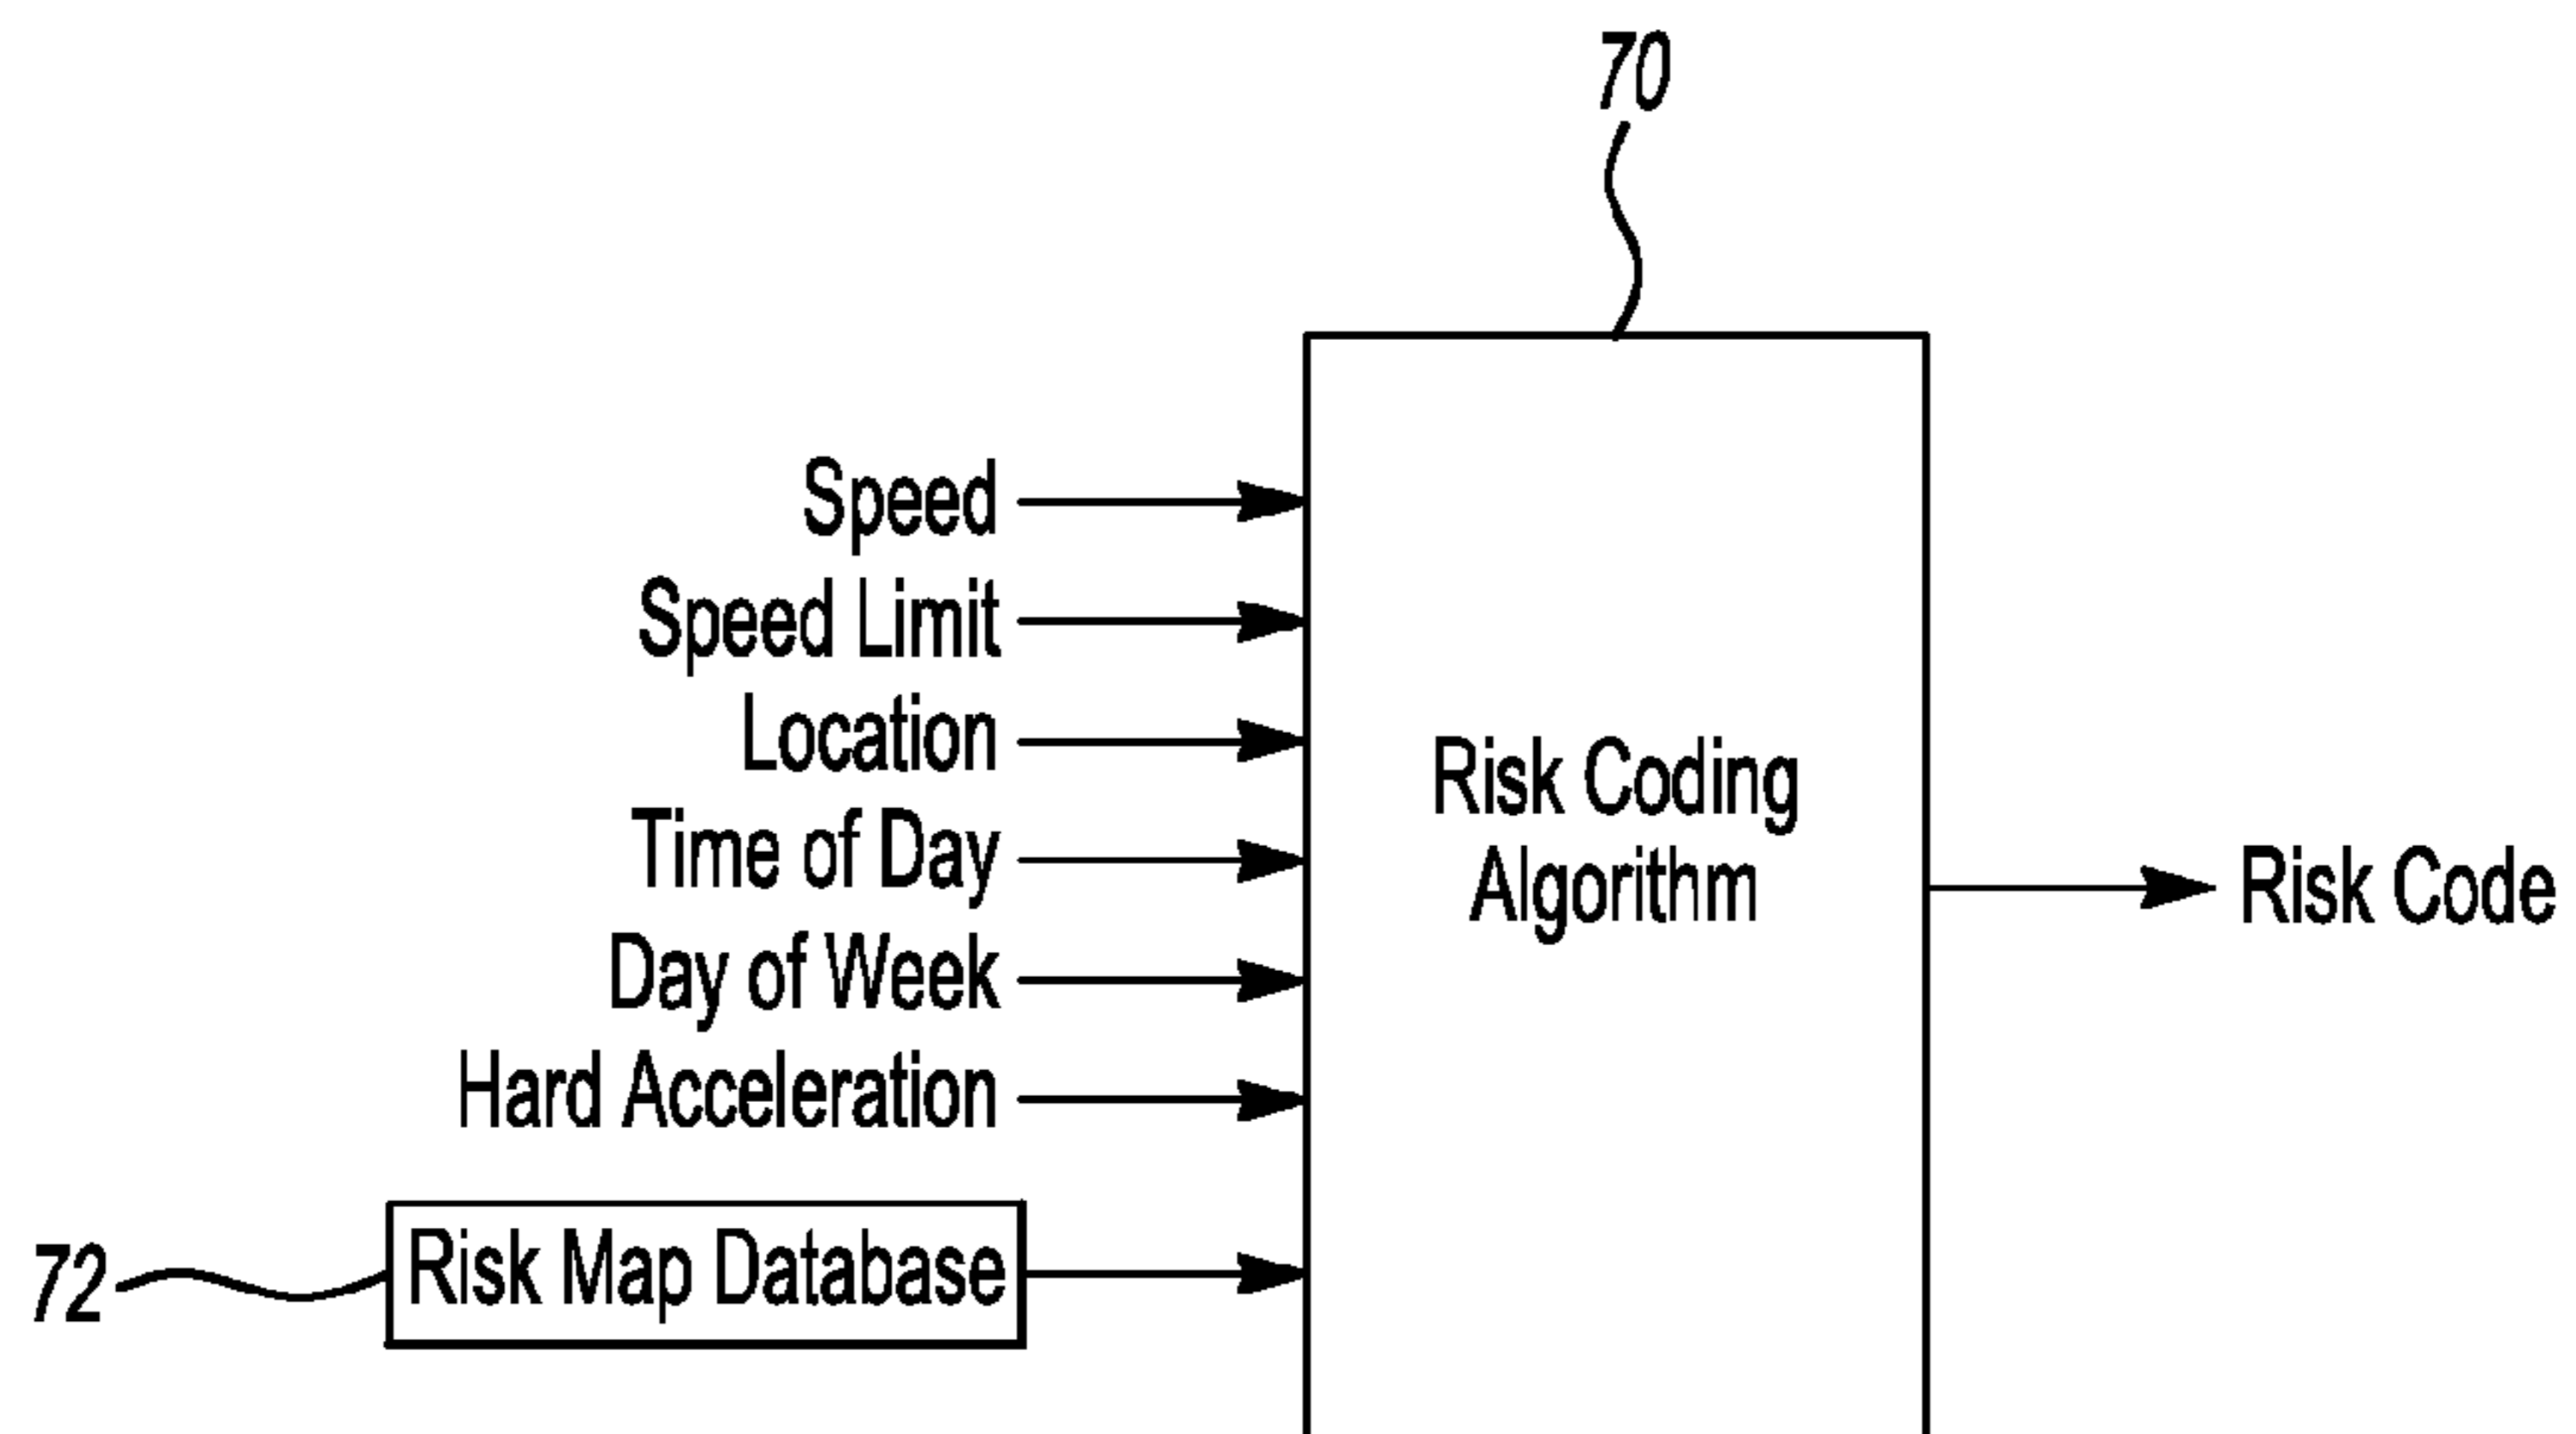 70
Speed
Speed Limit
Location
Time of Day
Day of Week
Hard Acceleration
72
Risk Map Database
Risk Coding
Algorithm
Risk Code